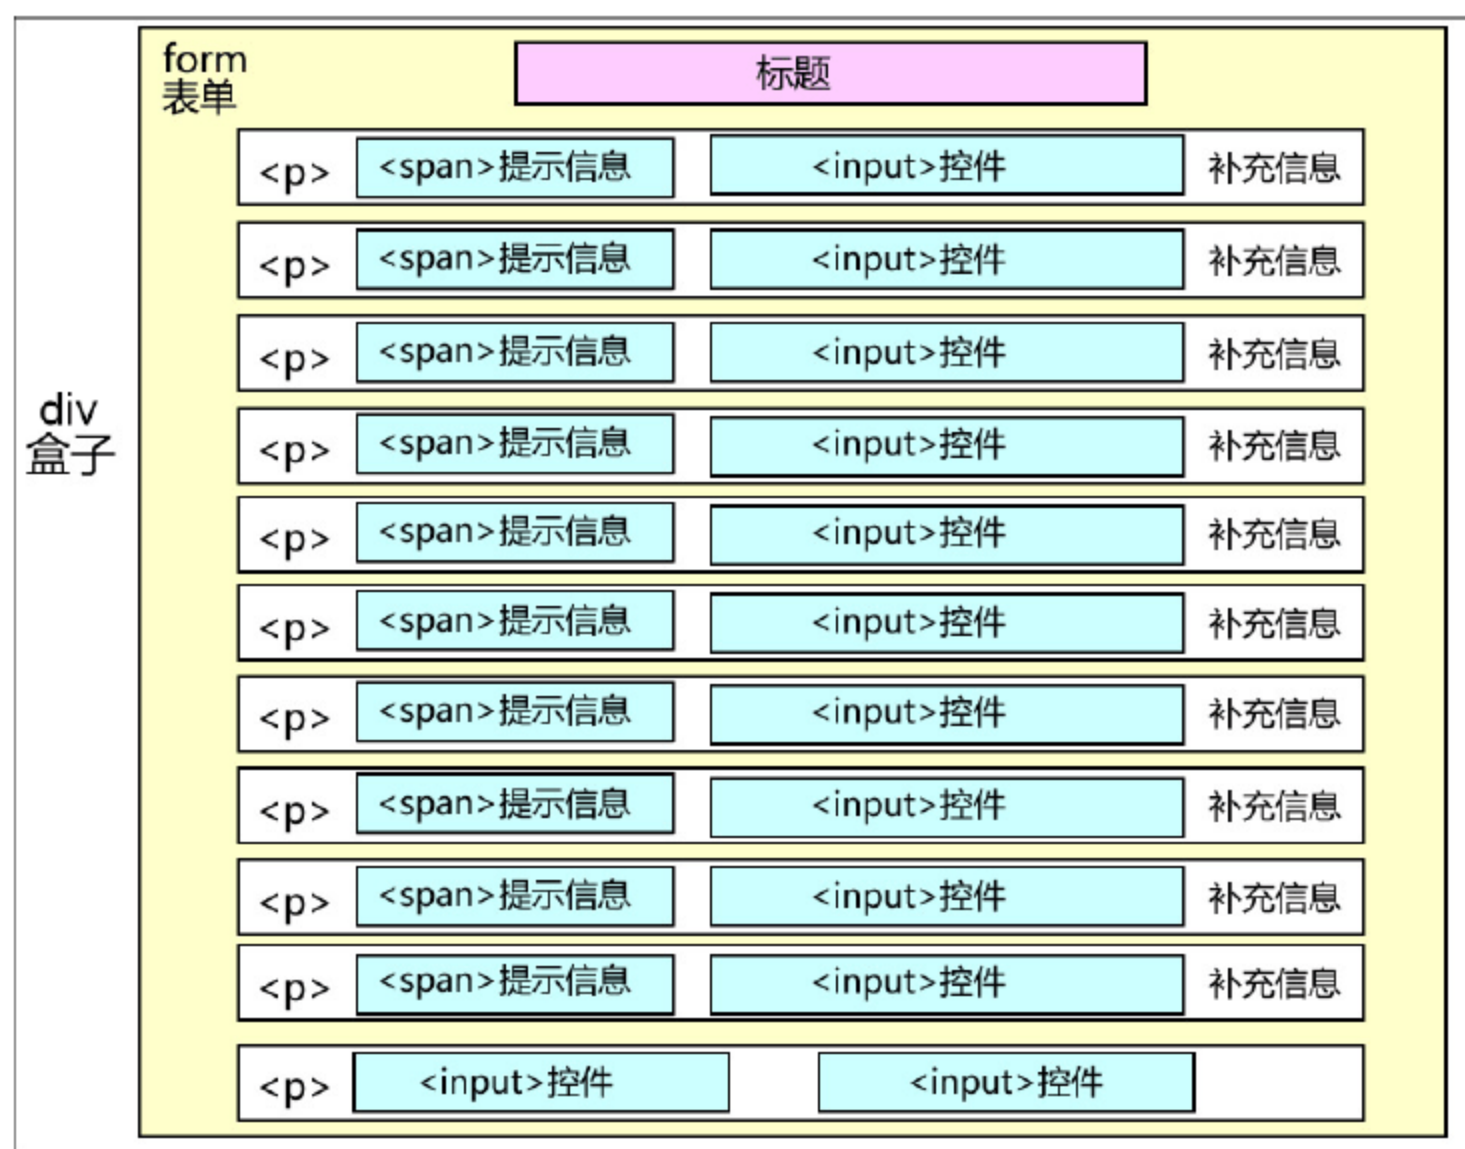 form
表单
标题
<p> <span>提示信息 <input>控件 补充信息
<p> <span>提示信息 <input>控件 补充信息
<p> <span>提示信息 <input>控件 补充信息
div
盒子
<p> <span>提示信息 <input>控件 补充信息
<p> <span>提示信息 <input>控件 补充信息
<p> <span>提示信息 <input>控件 补充信息
<p> <span>提示信息 <input>控件 补充信息
<p> <span>提示信息 <input>控件 补充信息
<p> <span>提示信息 <input>控件 补充信息
<p> <span>提示信息 <input>控件 补充信息
<p> <input>控件 <input>控件